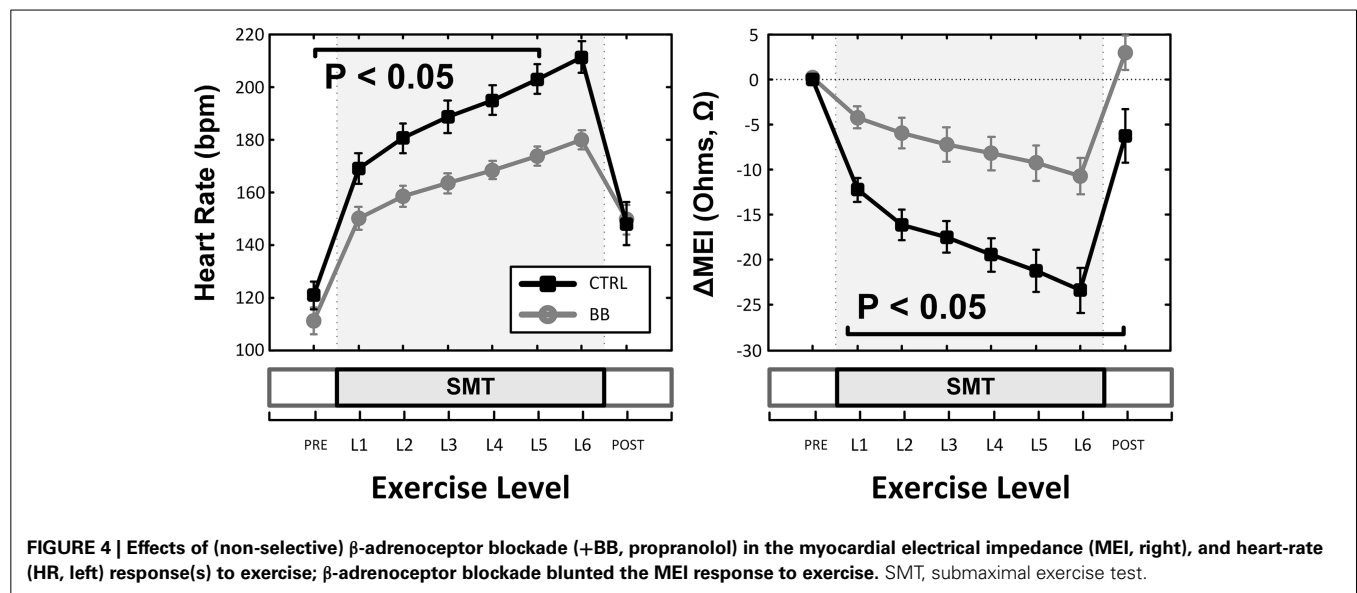 Heart Rate (bpm)
220
200
180
160
140
120
100
P < 0.05
CTRL
BB
SMT
PRE L1 L2 L3 L4 L5 L6 POST
Exercise Level
ΔMEI (Ohms, Ω)
5
0
-5
-10
-15
-20
-25
-30
P < 0.05
SMT
PRE L1 L2 L3 L4 L5 L6 POST
Exercise Level
FIGURE 4 | Effects of (non-selective) β-adrenoceptor blockade (+BB, propranolol) in the myocardial electrical impedance (MEI, right), and heart-rate
(HR, left) response(s) to exercise; β-adrenoceptor blockade blunted the MEI response to exercise. SMT, submaximal exercise test.